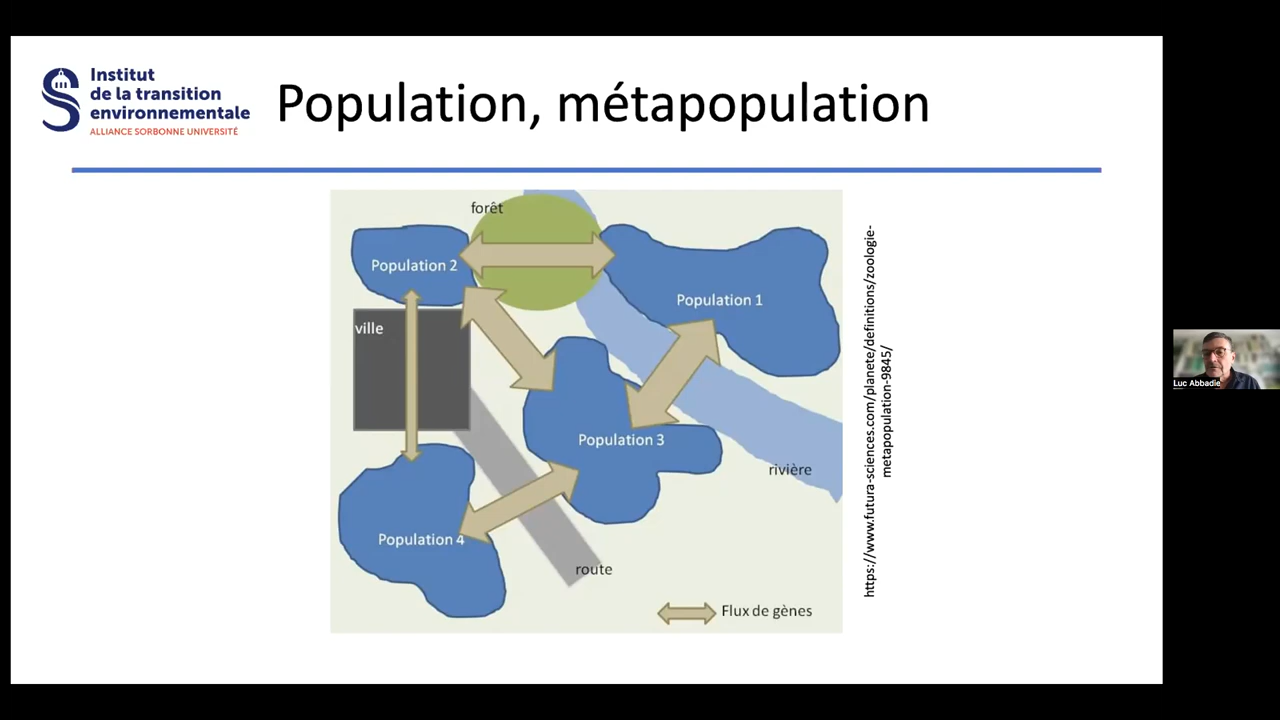 Institut
de la transition
environnementale
ALLIANCE SORBONNE UNIVERSITÉ
Population, métapopulation
forêt
Population 2
Population 1
ville
Population 3
rivière
Population 4
route
Flux de gènes
https://www.futura-sciences.com/planete/definitions/zoologie-
metapopulation-9845/
Luc Abbadie